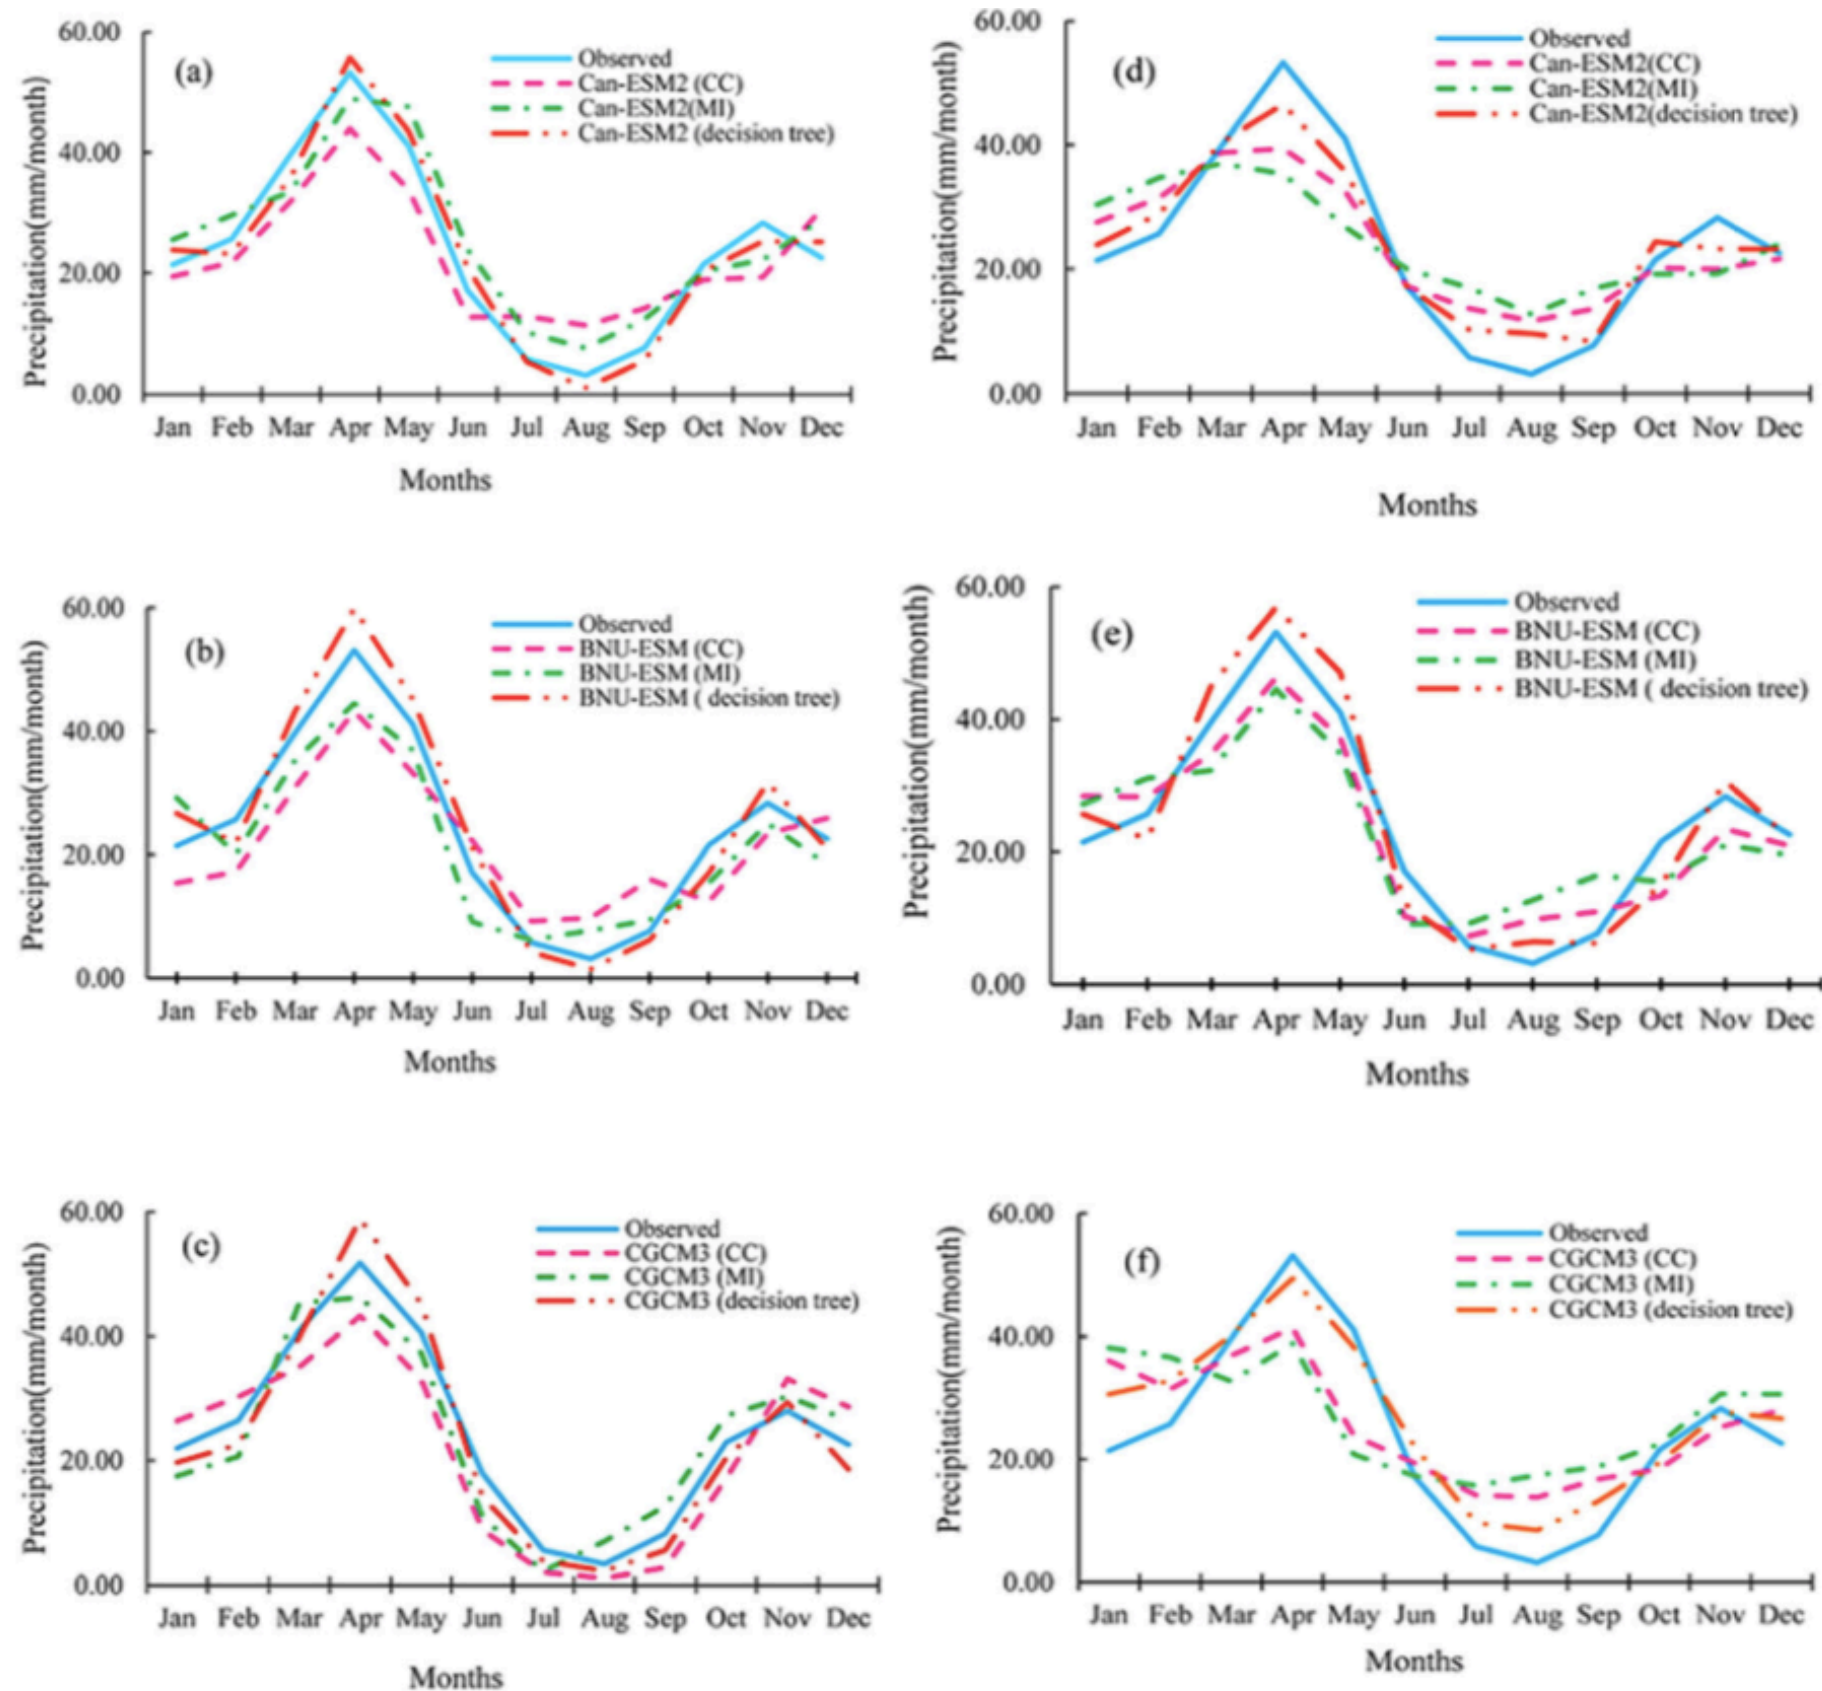 (a)
Precipitation(mm/month)
60.00
40.00
20.00
0.00
Observed
Can-ESM2 (CC)
Can-ESM2(MI)
Can-ESM2 (decision tree)
Jan Feb Mar Apr May Jun Jul Aug Sep Oct Nov Dec
Months
(d)
Precipitation(mm/month)
60.00
40.00
20.00
0.00
Observed
Can-ESM2(CC)
Can-ESM2(MI)
Can-ESM2(decision tree)
Jan Feb Mar Apr May Jun Jul Aug Sep Oct Nov Dec
Months
(b)
Precipitation(mm/month)
60.00
40.00
20.00
0.00
Observed
BNU-ESM (CC)
BNU-ESM (MI)
BNU-ESM ( decision tree)
Jan Feb Mar Apr May Jun Jul Aug Sep Oct Nov Dec
Months
(e)
Precipitation(mm/month)
60.00
40.00
20.00
0.00
Observed
BNU-ESM (CC)
BNU-ESM (MI)
BNU-ESM ( decision tree)
Jan Feb Mar Apr May Jun Jul Aug Sep Oct Nov Dec
Months
(c)
Precipitation(mm/month)
60.00
40.00
20.00
0.00
Observed
CGCM3 (CC)
CGCM3 (MI)
CGCM3 (decision tree)
Jan Feb Mar Apr May Jun Jul Aug Sep Oct Nov Dec
Months
(f)
Precipitation(mm/month)
60.00
40.00
20.00
0.00
Observed
CGCM3 (CC)
CGCM3 (MI)
CGCM3 (decision tree)
Jan Feb Mar Apr May Jun Jul Aug Sep Oct Nov Dec
Months